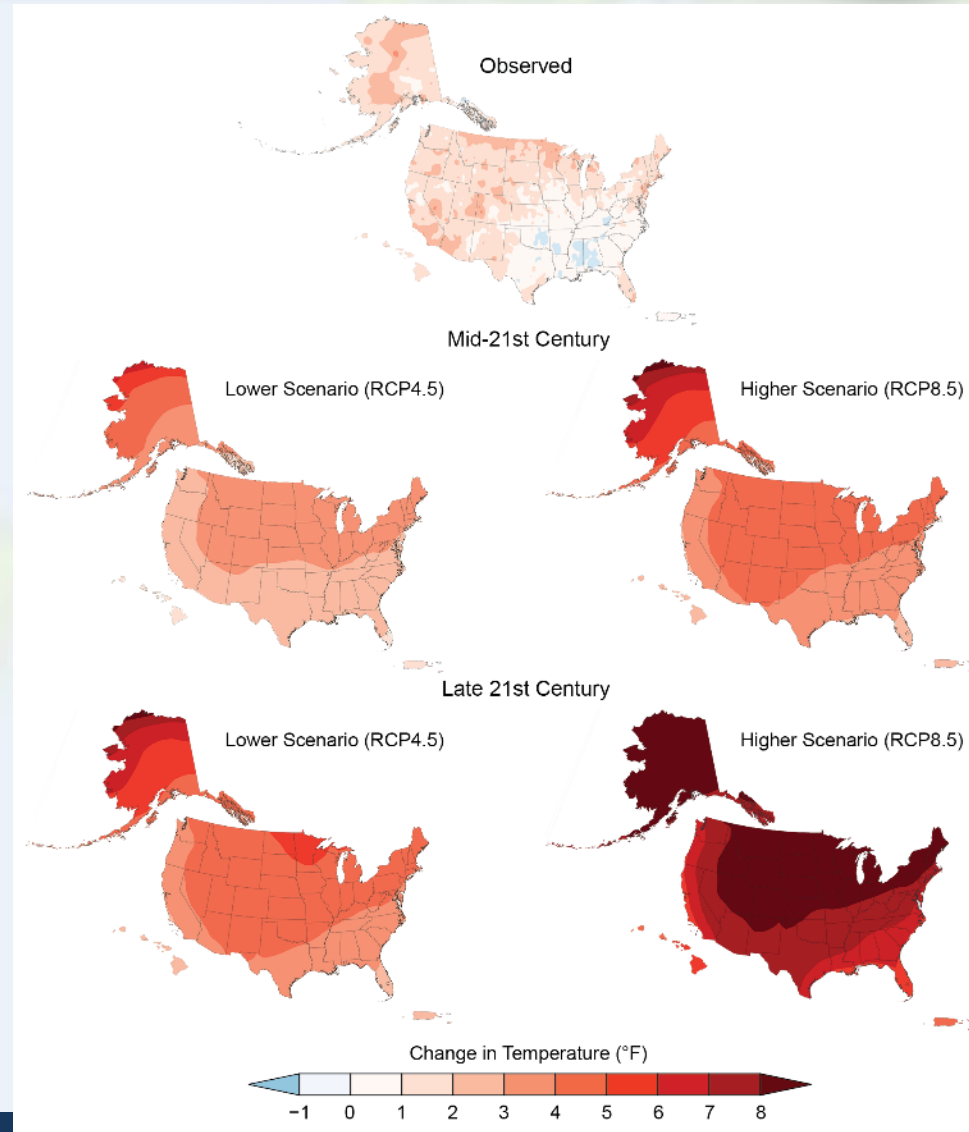 Observed
Mid-21st Century
Lower Scenario (RCP4.5)
Higher Scenario (RCP8.5)
Late 21st Century
Lower Scenario (RCP4.5)
Higher Scenario (RCP8.5)
Change in Temperature (°F)
−1 0 1 2 3 4 5 6 7 8